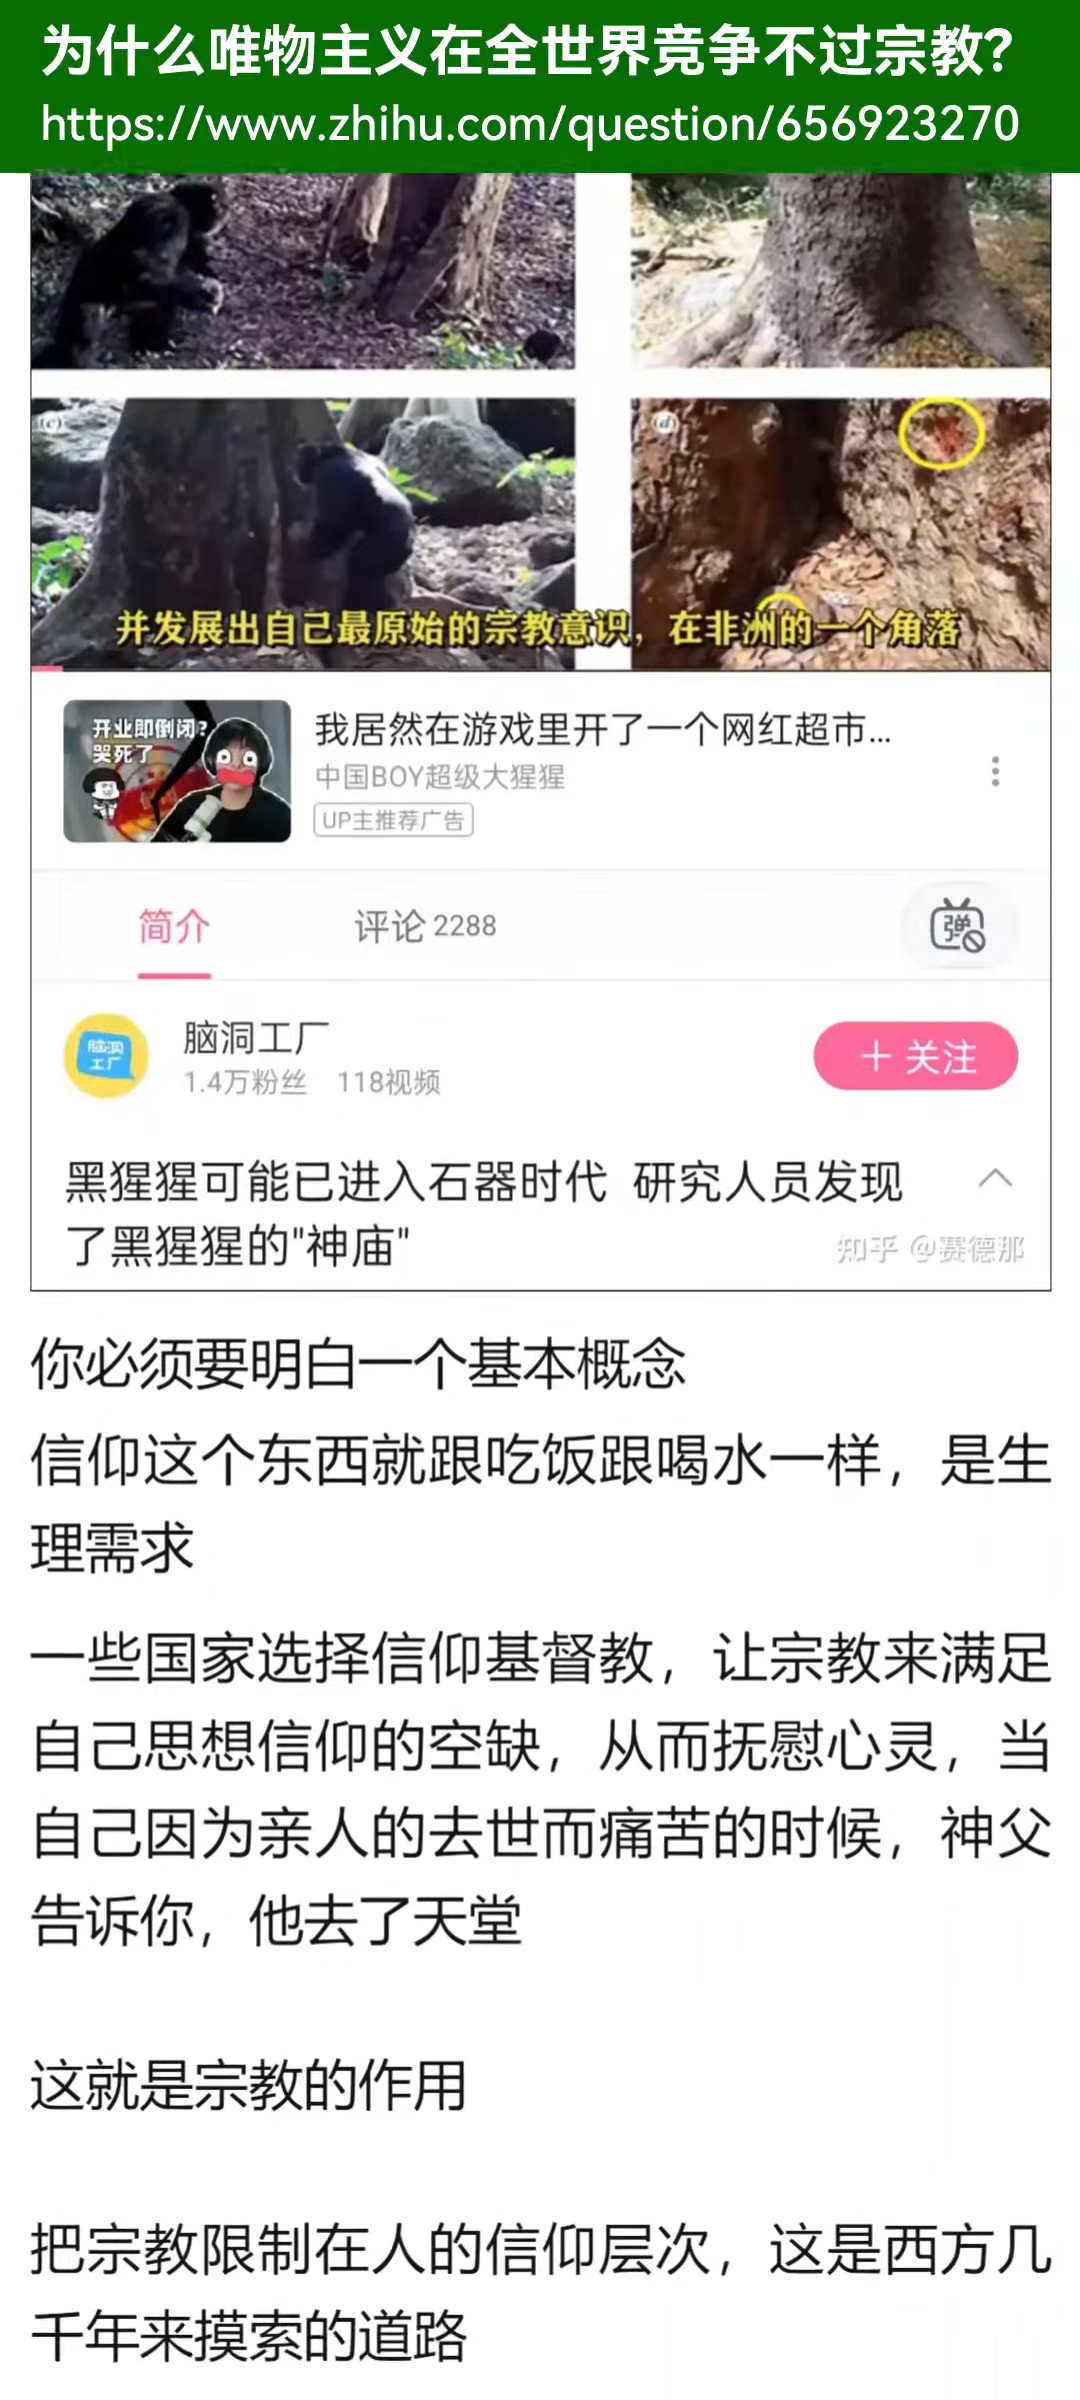 为什么唯物主义在全世界竞争不过宗教?
https://www.zhihu.com/question/656923270
(c)
(d)
并发展出自己最原始的宗教意识，在非洲的一个角落
开业即倒闭?
哭死了
我居然在游戏里开了一个网红超市...
中国BOY超级大猩猩
UP主推荐广告
简介
评论 2288
弹
脑洞工厂
脑洞工厂
1.4万粉丝 118视频
+ 关注
黑猩猩可能已进入石器时代 研究人员发现
了黑猩猩的"神庙"
知乎 @赛德那
你必须要明白一个基本概念
信仰这个东西就跟吃饭跟喝水一样，是生
理需求
一些国家选择信仰基督教，让宗教来满足
自己思想信仰的空缺，从而抚慰心灵，当
自己因为亲人的去世而痛苦的时候，神父
告诉你，他去了天堂
这就是宗教的作用
把宗教限制在人的信仰层次，这是西方几
千年来摸索的道路